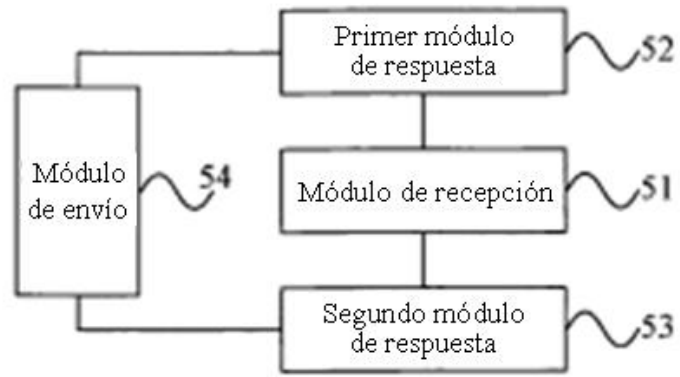 Primer módulo
de respuesta
52
Módulo
de envío
54
Módulo de recepción
51
Segundo módulo
de respuesta
53